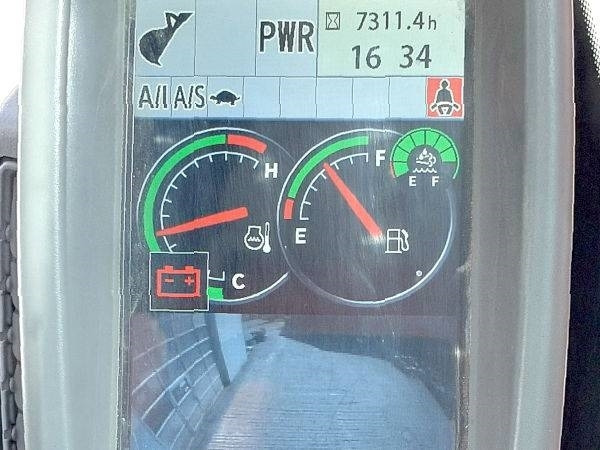 PWR
7311.4h
16 34
A/I A/S
H
C
F
E
E F